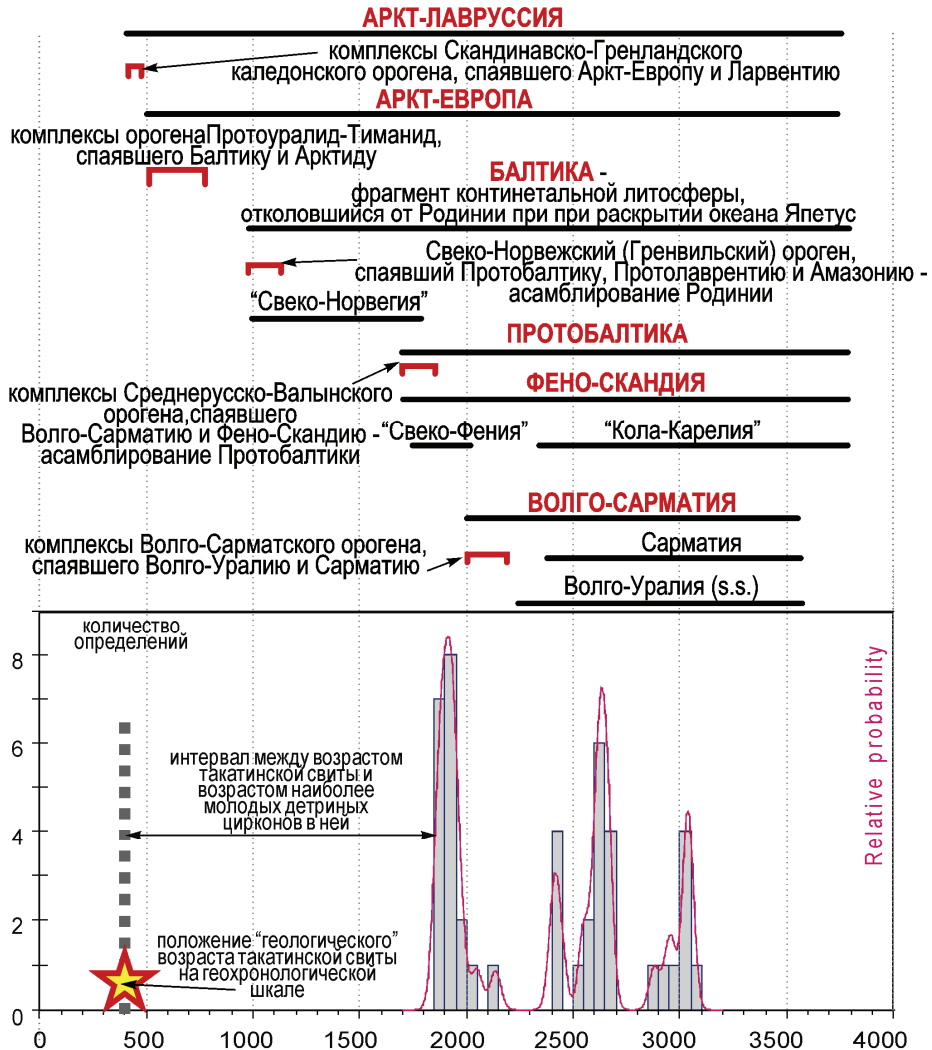 АРКТ-ЛАВРУССИЯ
комплексы Скандинавско-Гренландского
каледонского орогена, спаявшего Аркт-Европу и Ларвентию
АРКТ-ЕВРОПА
комплексы орогенаПротоуралид-Тиманид,
спаявшего Балтику и Арктиду
БАЛТИКА -
фрагмент континетальной литосферы,
отколовшийся от Родинии при при раскрытии океана Япетус
Свеко-Норвежский (Гренвильский) ороген,
спаявший Протобалтику, Протолаврентию и Амазонию -
асамблирование Родинии
“Свеко-Норвегия”
ПРОТОБАЛТИКА
комплексы Среднерусско-Валынского
орогена,спаявшего
Волго-Сарматию и Фено-Скандию -
асамблирование Протобалтики
ФЕНО-СКАНДИЯ
“Свеко-Фения”
“Кола-Карелия”
ВОЛГО-САРМАТИЯ
комплексы Волго-Сарматского орогена,
спаявшего Волго-Уралию и Сарматию
Сарматия
Волго-Уралия (s.s.)
количество
определений
интервал между возрастом
такатинской свиты и
возрастом наиболее
молодых детриных
цирконов в ней
положение “геологического”
возраста такатинской свиты
на геохронологической
шкале
Relative probability
8
6
4
2
0
0 500 1000 1500 2000 2500 3000 3500 4000